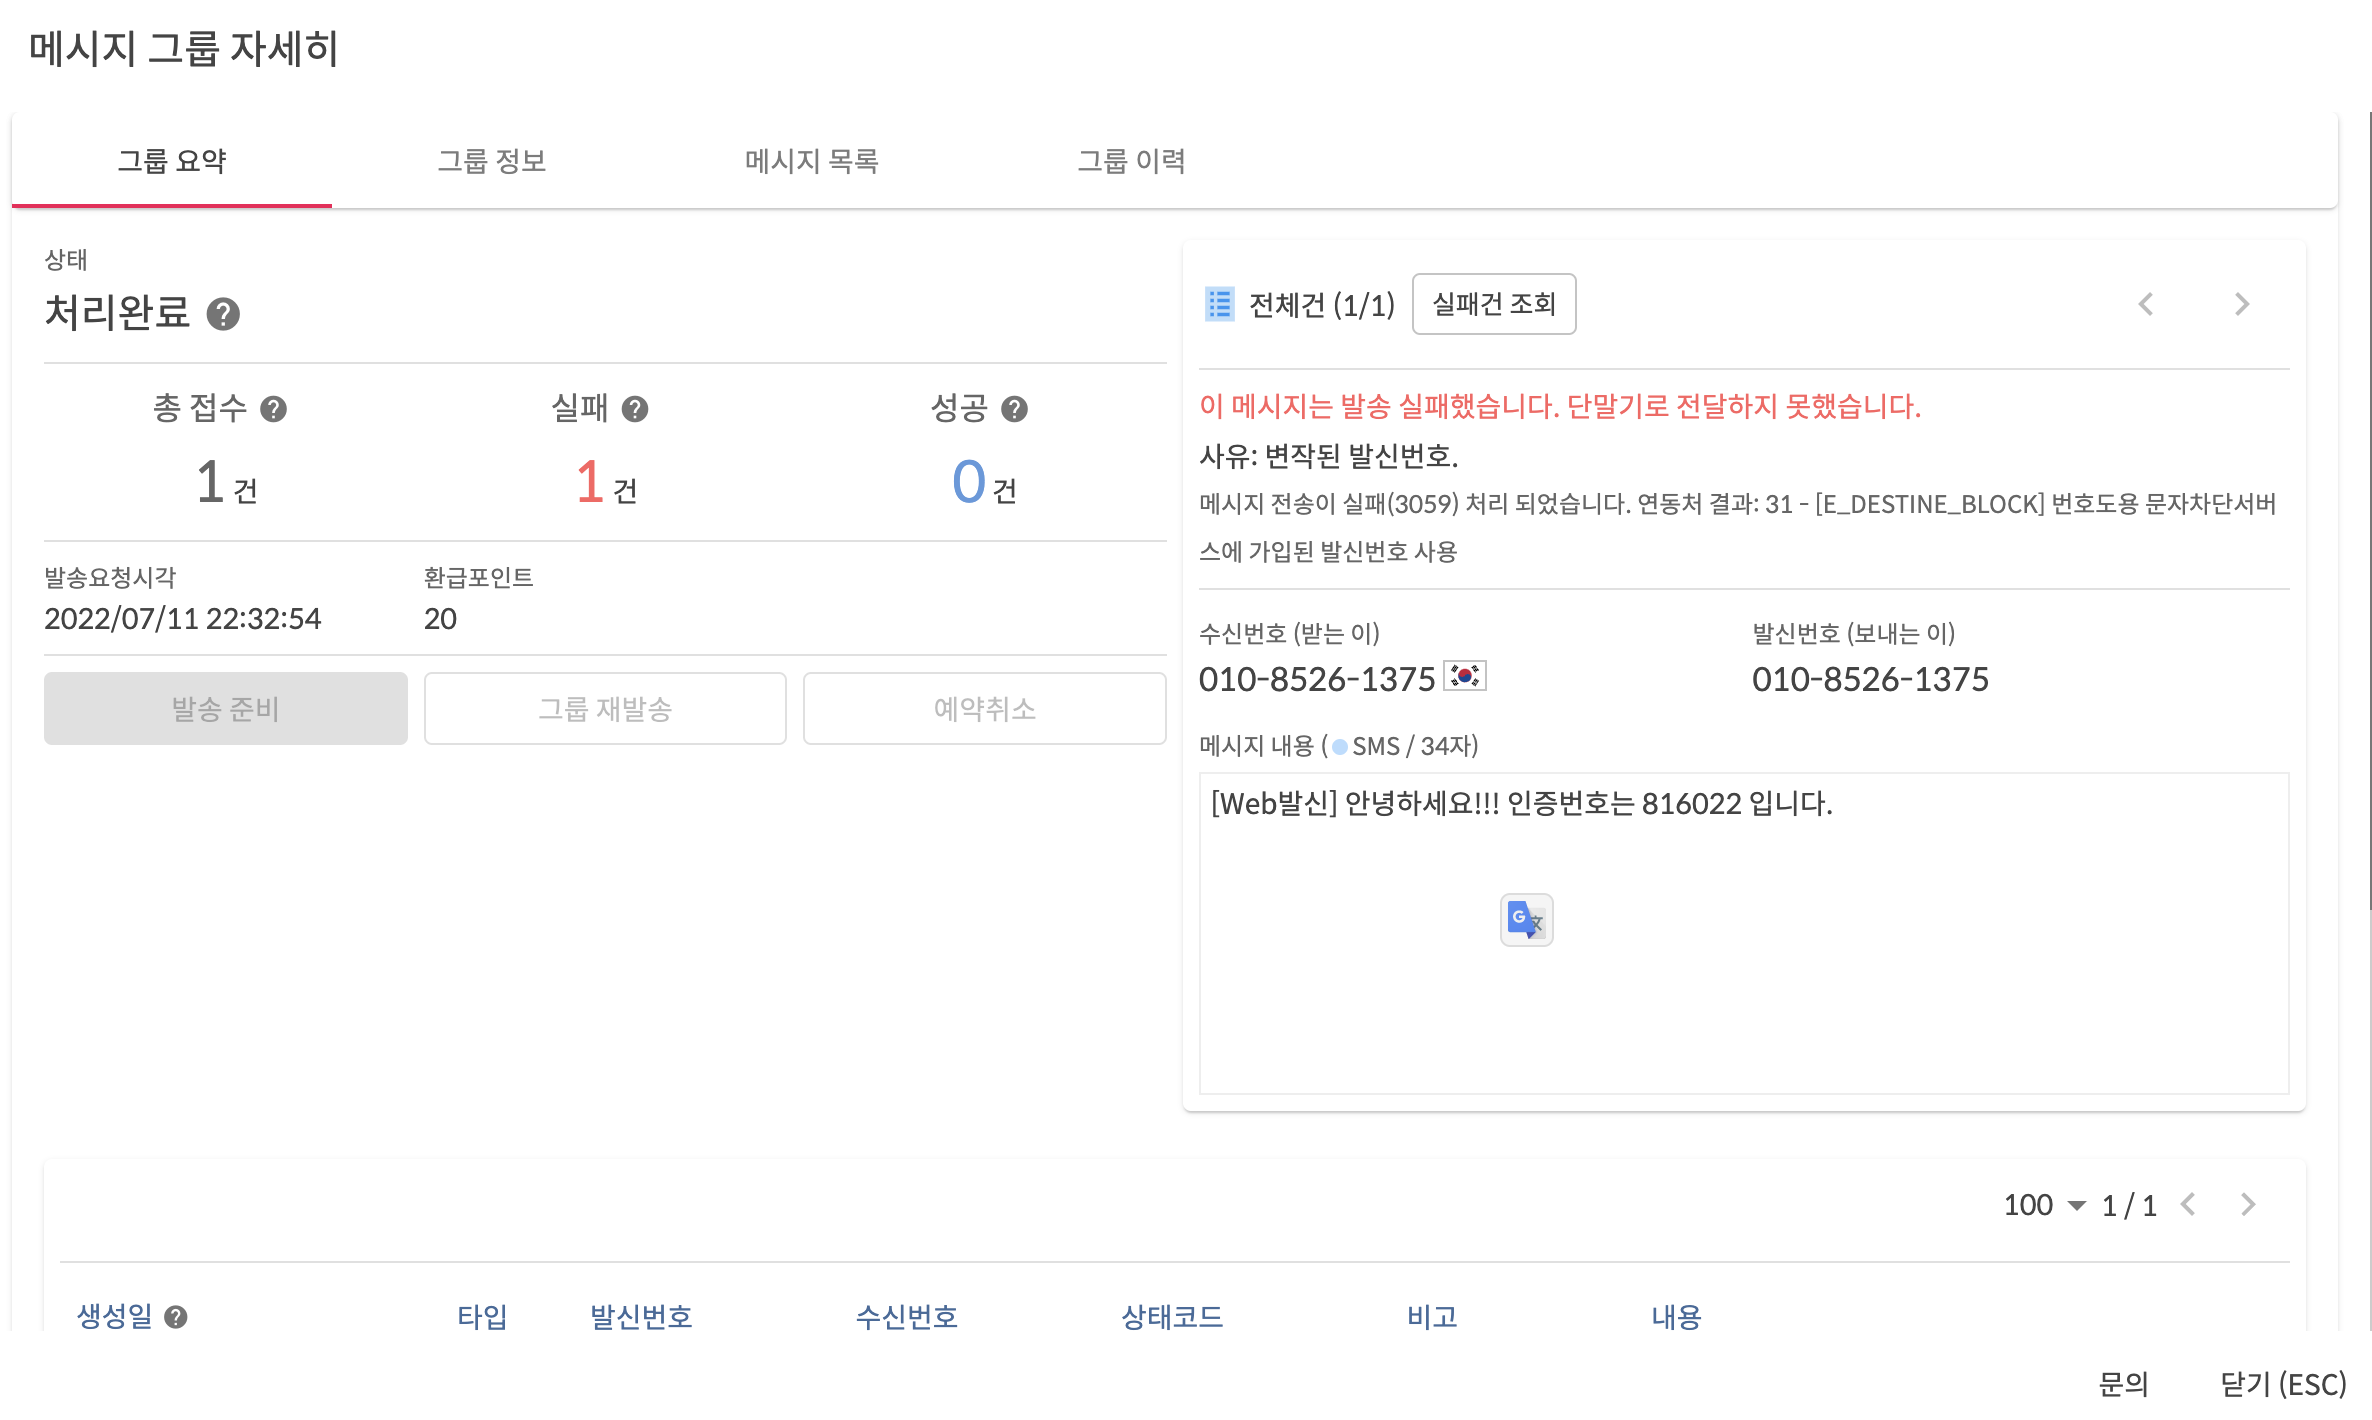 메시지 그룹 자세히
그룹 요약
그룹 정보
메시지 목록
그룹 이력
상태
처리완료
총 접수
실패
성공
1 건
1 건
0 건
발송요청시각
환급포인트
2022/07/11 22:32:54
20
발송 준비
그룹 재발송
예약취소
전체건 (1/1)
실패건 조회
이 메시지는 발송 실패했습니다. 단말기로 전달하지 못했습니다.
사유: 변작된 발신번호.
메시지 전송이 실패(3059) 처리 되었습니다. 연동처 결과: 31 - [E_DESTINE_BLOCK] 번호도용 문자차단서버
스에 가입된 발신번호 사용
수신번호 (받는 이)
발신번호 (보내는 이)
010-8526-1375
010-8526-1375
메시지 내용 ( SMS / 34자)
[Web발신] 안녕하세요!!! 인증번호는 816022 입니다.
100
1 / 1
생성일
타입
발신번호
수신번호
상태코드
비고
내용
문의
닫기 (ESC)